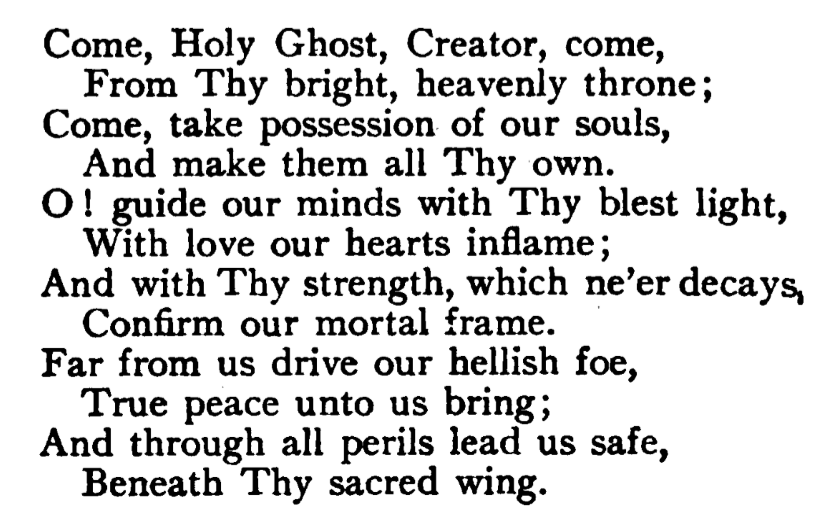 Come, Holy Ghost, Creator, come,
From Thy bright, heavenly throne;
Come, take possession of our souls,
And make them all Thy own.
O! guide our minds with Thy blest light,
With love our hearts inflame;
And with Thy strength, which ne'er decays,
Confirm our mortal frame.
Far from us drive our hellish foe,
True peace unto us bring;
And through all perils lead us safe,
Beneath Thy sacred wing.